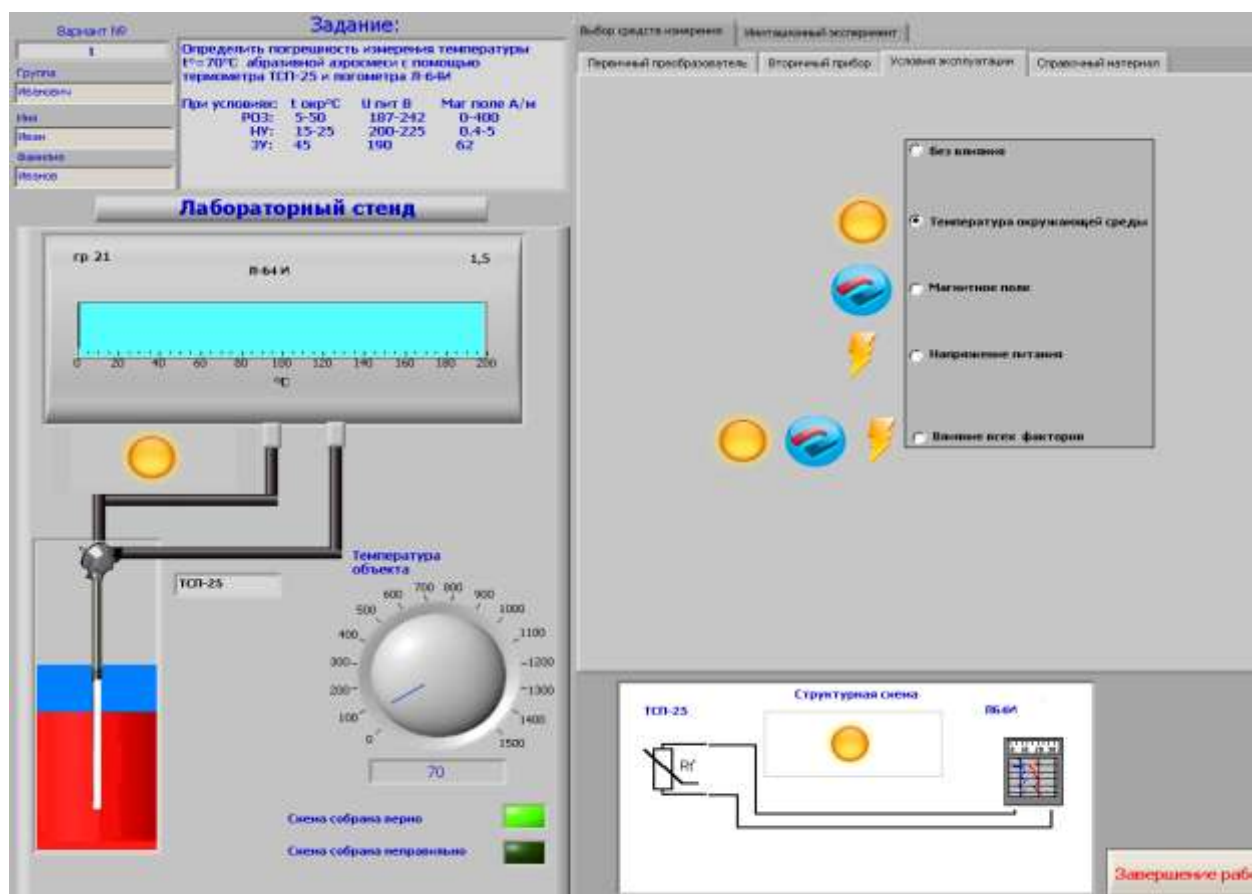 Вариант №
1
Группа
Иванович
Имя
Иван
Фамилия
Иванов
Задание:
Определить погрешность измерения температуры
t°=70°C абразивной аэросмеси с помощью
термометра ТСП-25 и логометра Л-64И
При условиях: t окр°C U пит В Маг поле А/м
РОЗ: 5-50 187-242 0-400
НУ: 15-25 200-225 0,4-5
ЗУ: 45 190 62
Лабораторный стенд
гр 21
Л-64 И
1,5
0 20 40 60 80 100 120 140 160 180 200
°C
ТСП-25
Температура
объекта
0 100 200 300 400 500 600 700 800 900 1000 1100 1200 1300 1400 1500
70
Схема собрана верно
Схема собрана неправильно
Выбор средств измерения
Имитационный эксперимент
Первичный преобразователь
Вторичный прибор
Условия эксплуатации
Справочный материал
Без влияния
Температура окружающей среды
Магнитное поле
Напряжение питания
Влияние всех факторов
Структурная схема
ТСП-25
Л64И
Rt
Завершение раб